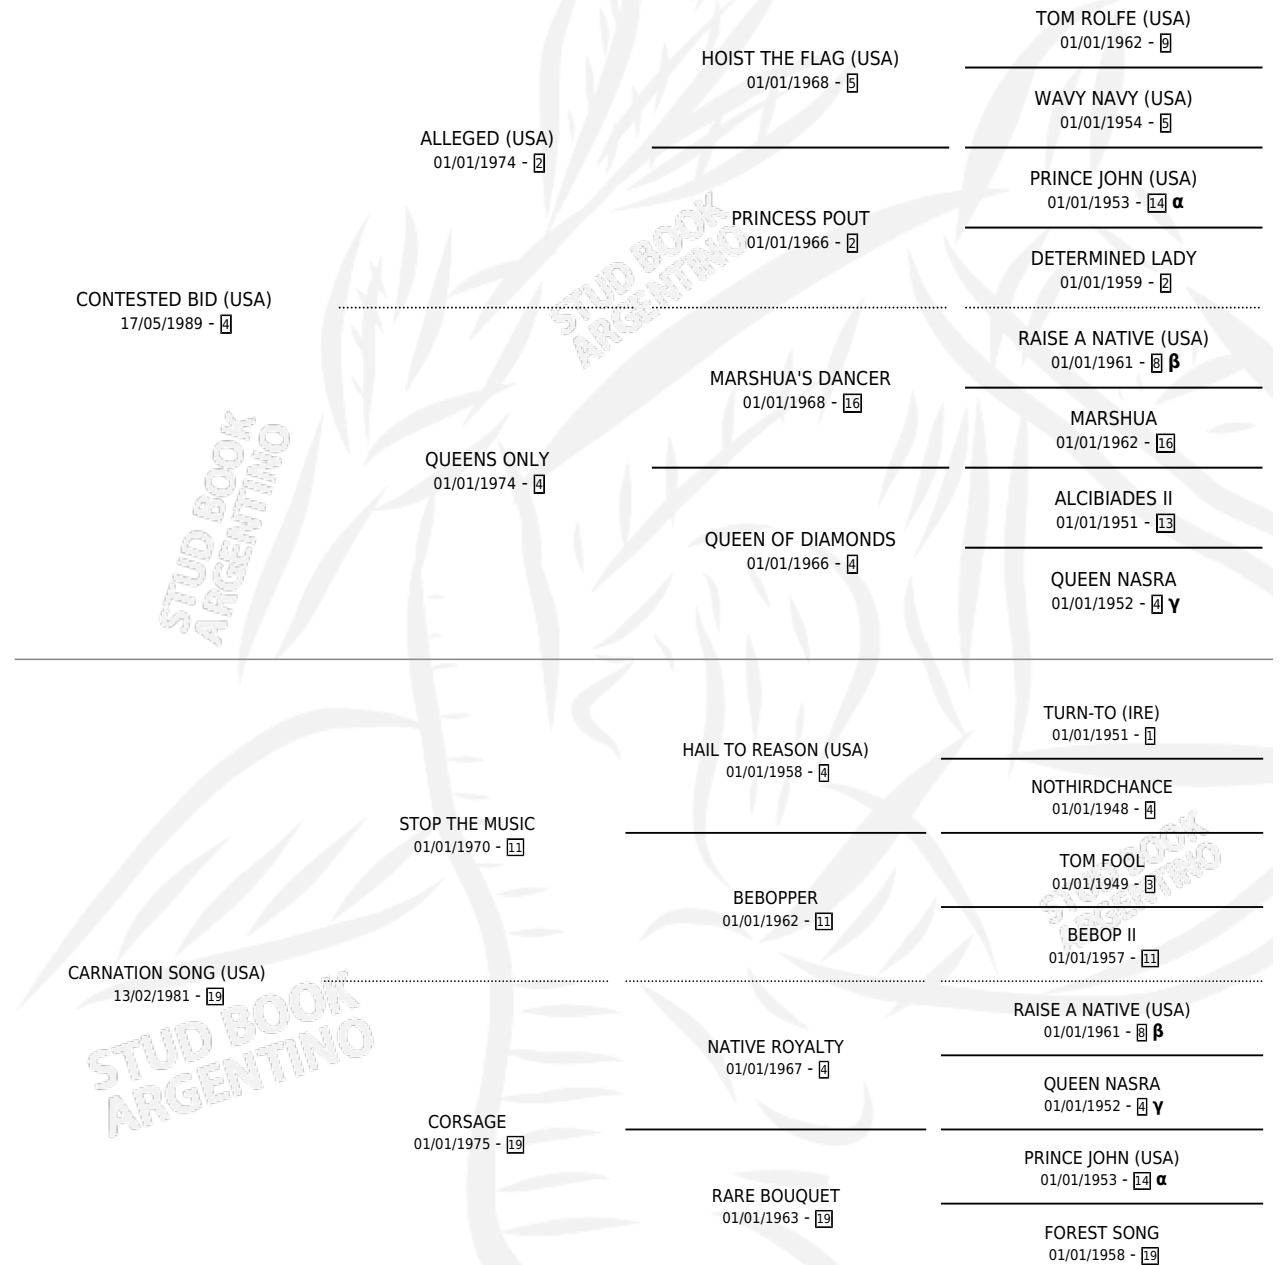 TOM ROLFE (USA)
01/01/1962 - 9
HOIST THE FLAG (USA)
01/01/1968 - 5
WAVY NAVY (USA)
01/01/1954 - 5
ALLEGED (USA)
01/01/1974 - 2
PRINCE JOHN (USA)
01/01/1953 - 14 α
PRINCESS POUT
01/01/1966 - 2
DETERMINED LADY
01/01/1959 - 2
CONTESTED BID (USA)
17/05/1989 - 4
RAISE A NATIVE (USA)
01/01/1961 - 8 β
MARSHUA'S DANCER
01/01/1968 - 16
MARSHUA
01/01/1962 - 16
QUEENS ONLY
01/01/1974 - 4
ALCIBIADES II
01/01/1951 - 13
QUEEN OF DIAMONDS
01/01/1966 - 4
QUEEN NASRA
01/01/1952 - 4 γ
TURN-TO (IRE)
01/01/1951 - 1
HAIL TO REASON (USA)
01/01/1958 - 4
NOTHIRDCHANCE
01/01/1948 - 4
STOP THE MUSIC
01/01/1970 - 11
TOM FOOL
01/01/1949 - 3
BEBOPPER
01/01/1962 - 11
BEBOP II
01/01/1957 - 11
CARNATION SONG (USA)
13/02/1981 - 19
RAISE A NATIVE (USA)
01/01/1961 - 8 β
NATIVE ROYALTY
01/01/1967 - 4
QUEEN NASRA
01/01/1952 - 4 γ
CORSAGE
01/01/1975 - 19
PRINCE JOHN (USA)
01/01/1953 - 14 α
RARE BOUQUET
01/01/1963 - 19
FOREST SONG
01/01/1958 - 19
STUD BOOK
ARGENTINO
STUD BOOK
ARGENTINO
STUD BOOK
ARGENTINO
STUD BOOK
ARGENTINO